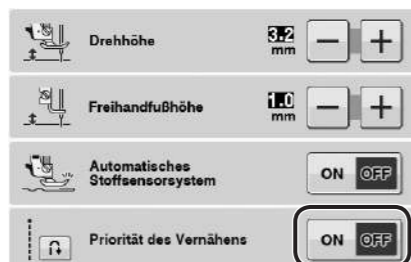 Drehhöhe
3.2
mm
− +
Freihandfußhöhe
1.0
mm
− +
Automatisches
Stoffsensorsystem
ON OFF
Priorität des Vernähens
ON OFF